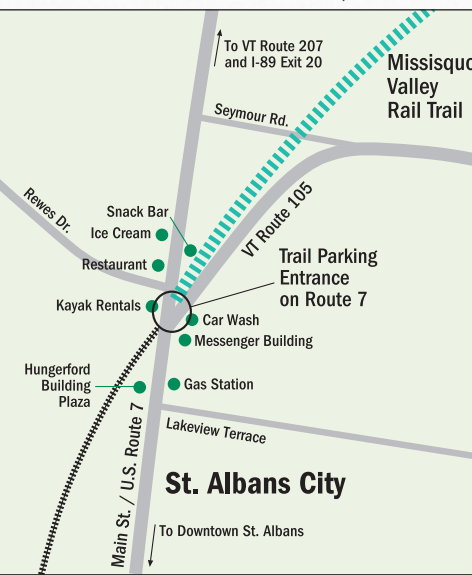 To VT Route 207
and I-89 Exit 20
Missisquo
Valley
Rail Trail
Seymour Rd.
Rewes Dr.
Snack Bar
Ice Cream
Restaurant
VT Route 105
Trail Parking
Entrance
on Route 7
Kayak Rentals
Car Wash
Messenger Building
Hungerford
Building
Plaza
Gas Station
Lakeview Terrace
Main St. / U.S. Route 7
St. Albans City
To Downtown St. Albans